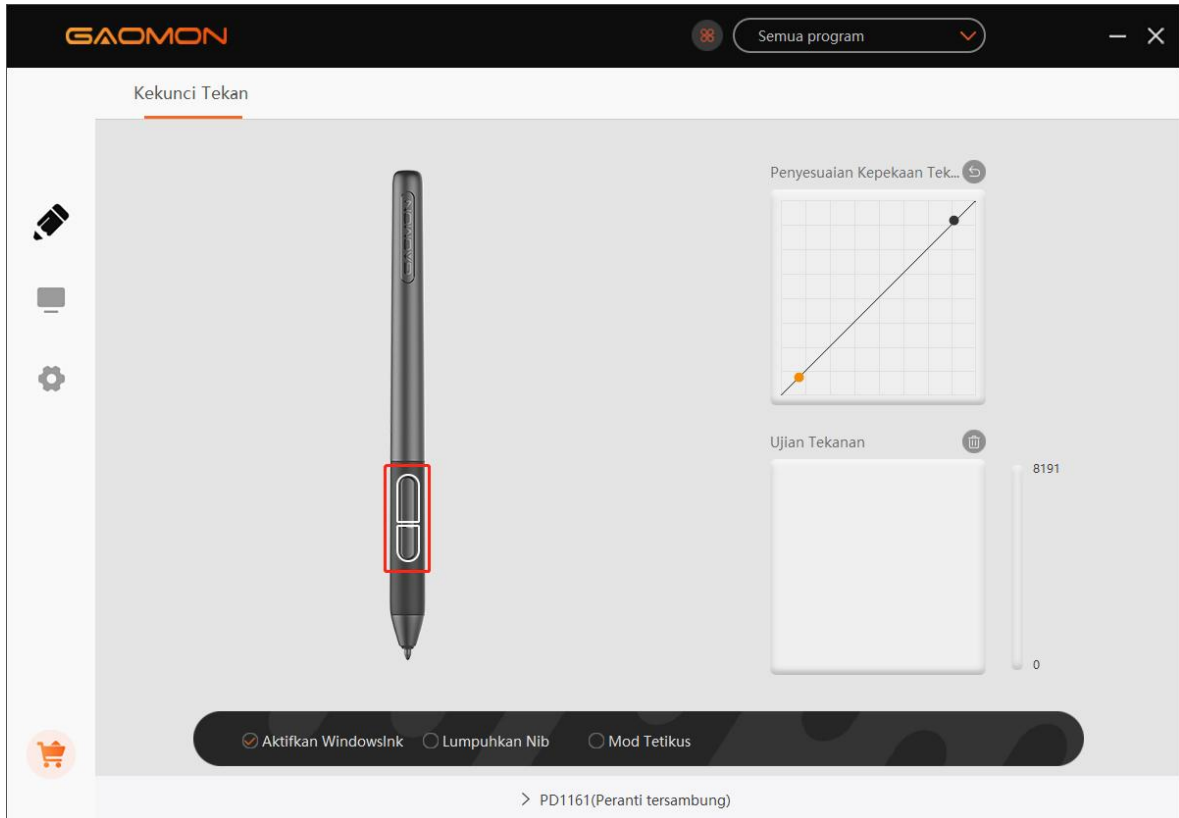 GAOMON
Semua program
Kekunci Tekan
GAOMON
Penyesuaian Kepekaan Tek...
Ujian Tekanan
8191
0
Aktifkan WindowsInk
Lumpuhkan Nib
Mod Tetikus
PD1161(Peranti tersambung)